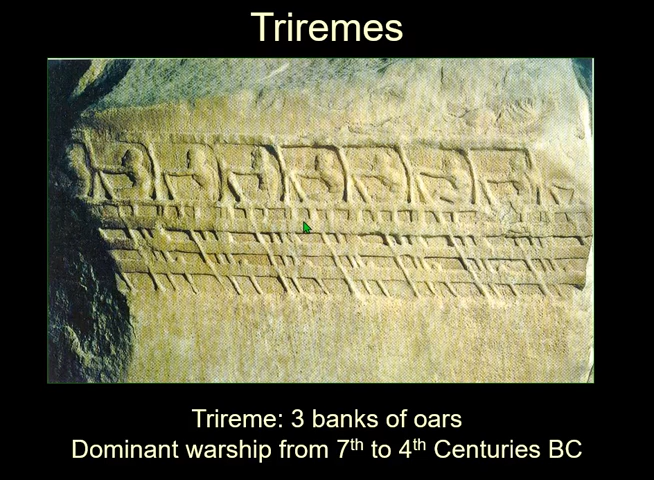 Triremes
Trireme: 3 banks of oars
Dominant warship from 7th to 4th Centuries BC